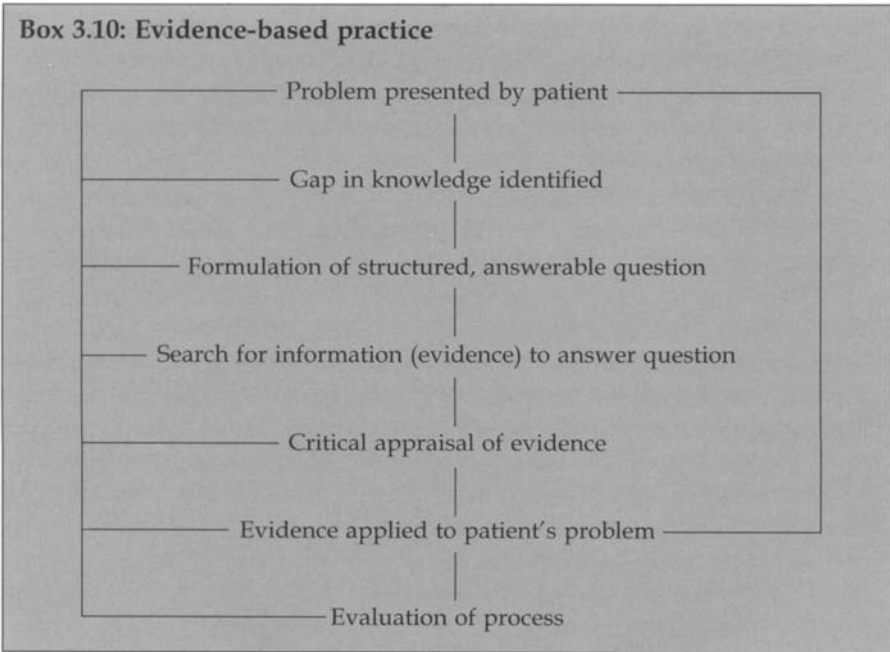 Box 3.10: Evidence-based practice
Problem presented by patient
Gap in knowledge identified
Formulation of structured, answerable question
Search for information (evidence) to answer question
Critical appraisal of evidence
Evidence applied to patient's problem
Evaluation of process